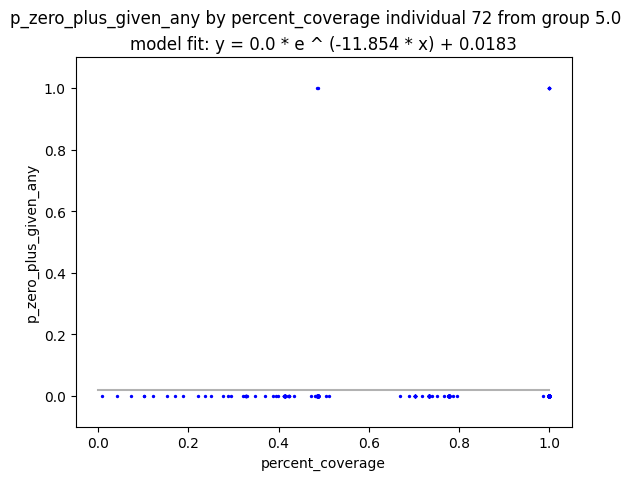 p_zero_plus_given_any by percent_coverage individual 72 from group 5.0
model fit: y = 0.0 * e ^ (-11.854 * x) + 0.0183
1.0
0.8
0.6
0.4
0.2
0.0
p_zero_plus_given_any
0.0 0.2 0.4 0.6 0.8 1.0
percent_coverage